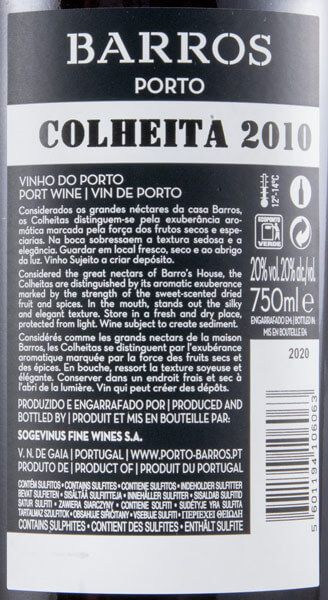 BARROS
PORTO
COLHEITA 2010
VINHO DO PORTO
PORT WINE | VIN DE PORTO
Considerados os grandes néctares da casa Barros,
os Colheitas distinguem-se pela exuberância aro-
mática marcada pela força dos frutos secos e espe-
ciarias. Na boca sobressaem a textura sedosa e a
elegância. Guardar em local fresco, seco e ao abrigo
da luz. Vinho Sujeito a criar depósito.
Considered the great nectars of Barro's House, the
Colheitas are distinguished by its aromatic exuberance
marked by the strength of the sweet-scented dried
fruit and spices. In the mouth, stands out the silky
and elegant texture. Store in a fresh and dry place,
protected from light. Wine subject to create sediment.
Considérés comme les grands nectars de la maison
Barros, les Colheitas se distinguent par l'exubérance
aromatique marquée par la force des fruits secs et
des épices. En bouche, ressort la texture soyeuse et
élégante. Conserver dans un endroit frais et sec à
l'abri de la lumière. Vin qui peut créer des dépôts.
PRODUZIDO E ENGARRAFADO POR | PRODUCED AND
BOTTLED BY | PRODUIT ET MIS EN BOUTEILLE PAR:
SOGEVINUS FINE WINES S.A.
V. N. DE GAIA | PORTUGAL | WWW.PORTO-BARROS.PT
PRODUTO DE | PRODUCT OF | PRODUIT DU PORTUGAL
CONTÉM SULFITOS • CONTAINS SULFITES • CONTIENE SULFITOS • INDEHOLDER SULFITTER
BEVAT SULFIETEN • SISÄLTÄÄ SULFIITTEJA • INNEHÅLLER SULFITER • SISALDAB SULFITID
SATUR SULFITI • ZAWIERA SIARCZYNY • CONTIENE SULFITI • SUDĖTYJE YRA SULFITA
TARTALMAZ SZULFITOK • OBSAHUJE SIŘIČITANY • VSEBUJE SULFITI • ΠΕΡΙΕΧΕΙ ΘΕΙΩΔΗ
CONTAINS SULPHITES • CONTIENT DES SULFITES • ENTHÄLT SULFITE
12º-14ºC
ECOPONTO
VERDE
20% vol. 20% alc./vol.
750ml e
ENGARRAFADO EM: | BOTTLED IN:
MIS EN BOUTEILLE EN:
2020
5601194106063